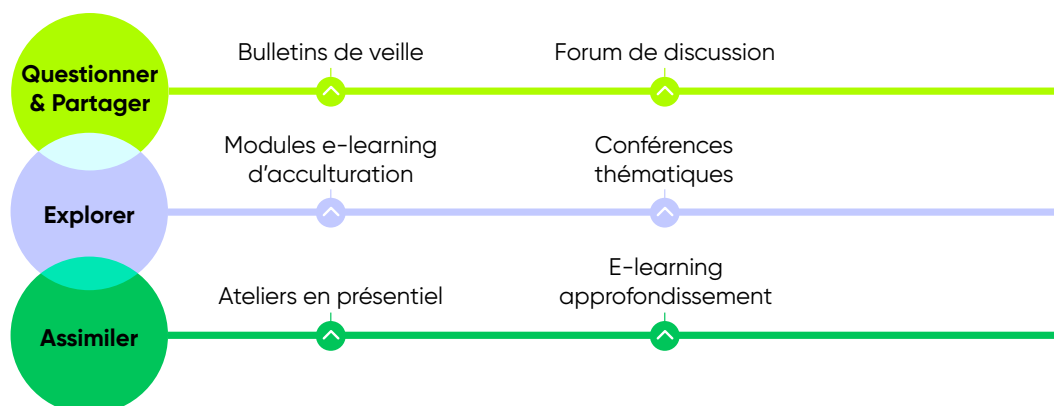 Questionner
& Partager
Bulletins de veille
Forum de discussion
Explorer
Modules e-learning
d'acculturation
Conférences
thématiques
Assimiler
Ateliers en présentiel
E-learning
approfondissement